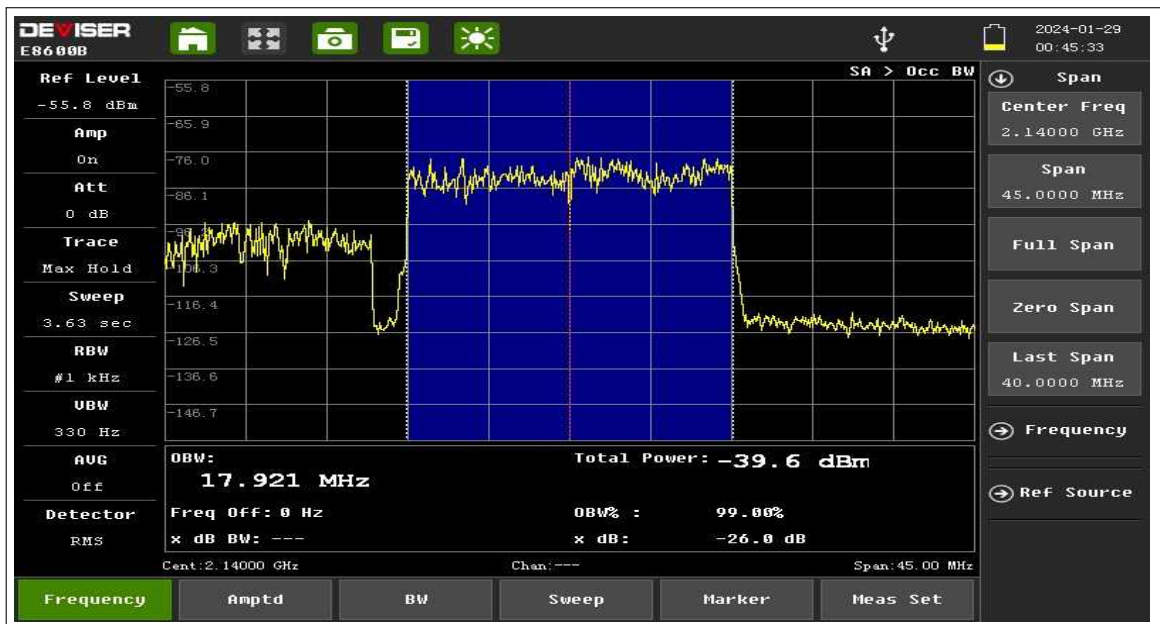 DEVISER
E8600B
2024-01-29
00:45:33
Ref Level
-55.8 dBm
Amp
On
Att
0 dB
Trace
Max Hold
Sweep
3.63 sec
RBW
#1 kHz
VBW
330 Hz
AVG
Off
Detector
RMS
SA > Occ BW
-55.8
-65.9
-76.0
-86.1
-106.3
-116.4
-126.5
-136.6
-146.7
OBW:
17.921 MHz
Total Power: -39.6 dBm
Freq Off: 0 Hz
OBW% : 99.00%
x dB BW: ---
x dB: -26.0 dB
Cent:2.14000 GHz
Chan:---
Span:45.00 MHz
Span
Center Freq
2.14000 GHz
Span
45.0000 MHz
Full Span
Zero Span
Last Span
40.0000 MHz
Frequency
Ref Source
Frequency
Amptd
BW
Sweep
Marker
Meas Set